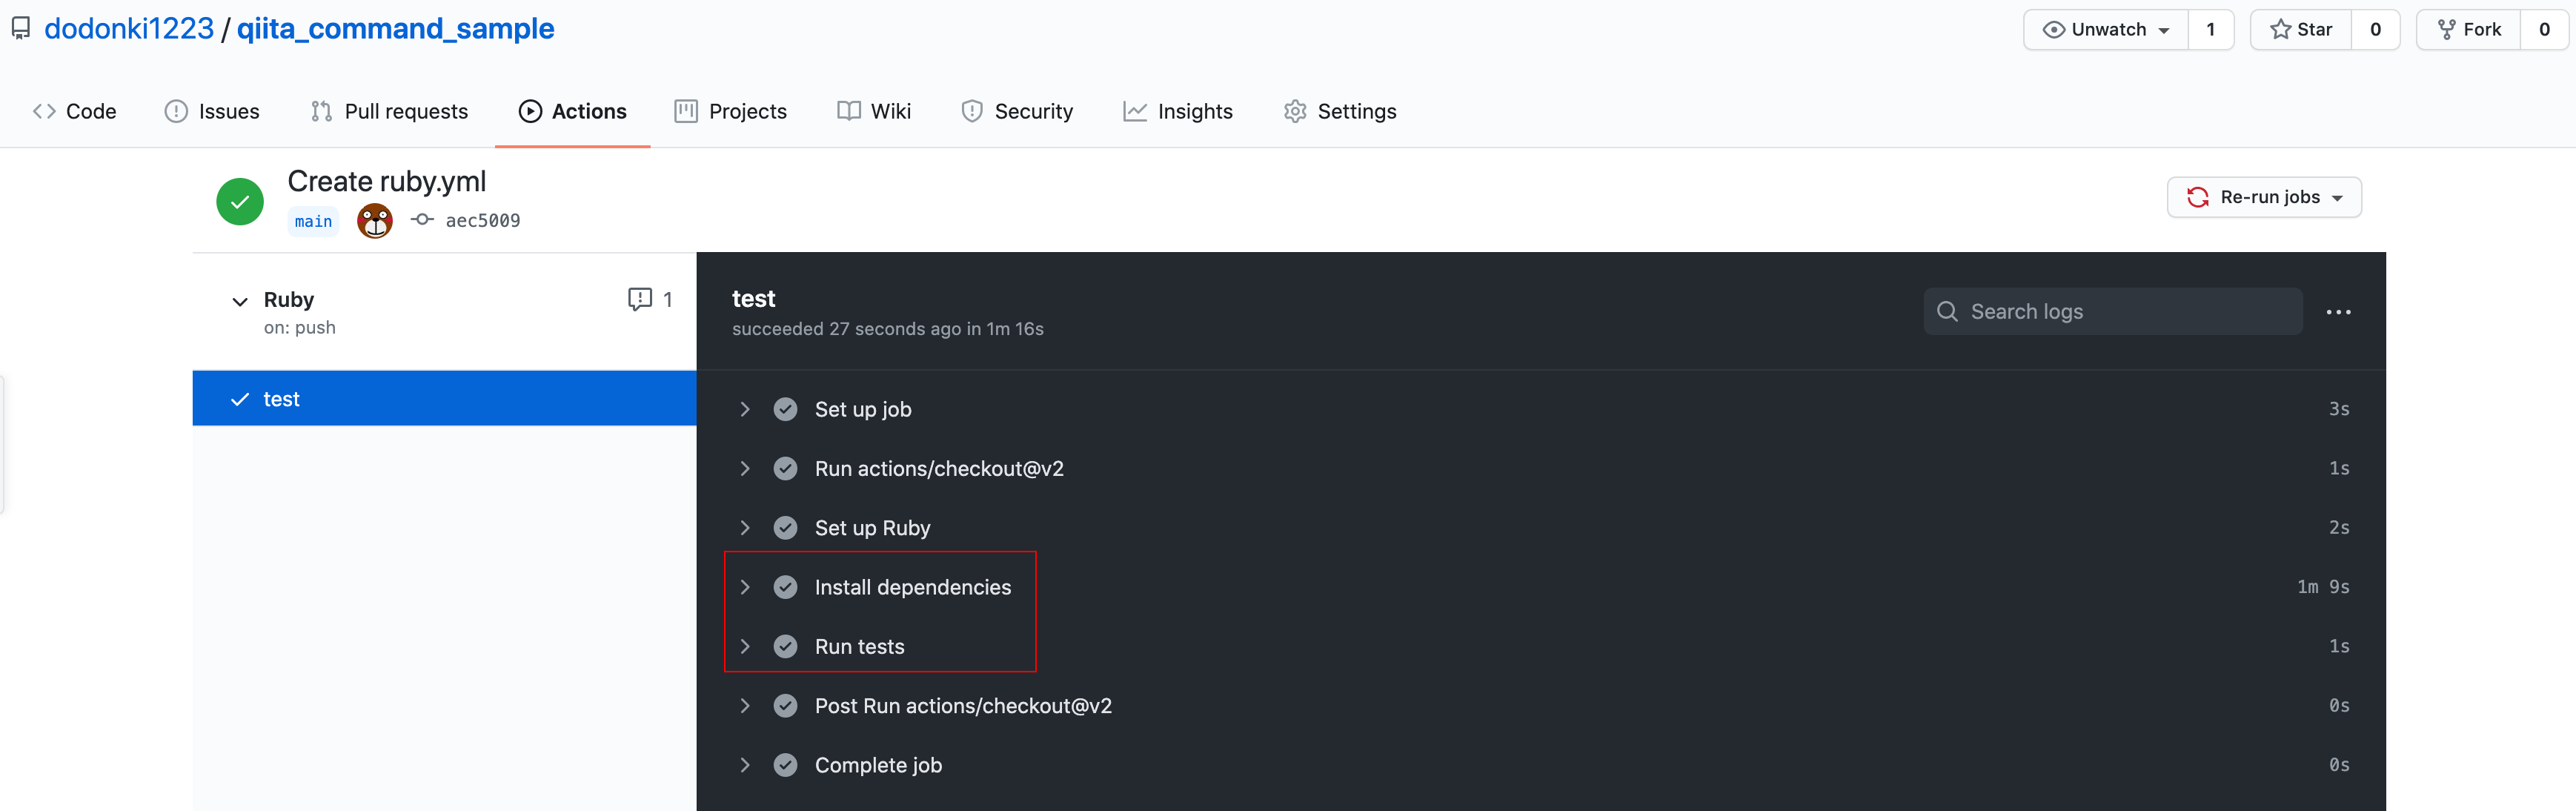 dodonki1223 / qiita_command_sample
Unwatch 1 Star 0 Fork 0
Code Issues Pull requests Actions Projects Wiki Security Insights Settings
Create ruby.yml
main aec5009
Re-run jobs
Ruby 1
on: push
test
test
succeeded 27 seconds ago in 1m 16s
Search logs
Set up job 3s
Run actions/checkout@v2 1s
Set up Ruby 2s
Install dependencies 1m 9s
Run tests 1s
Post Run actions/checkout@v2 0s
Complete job 0s